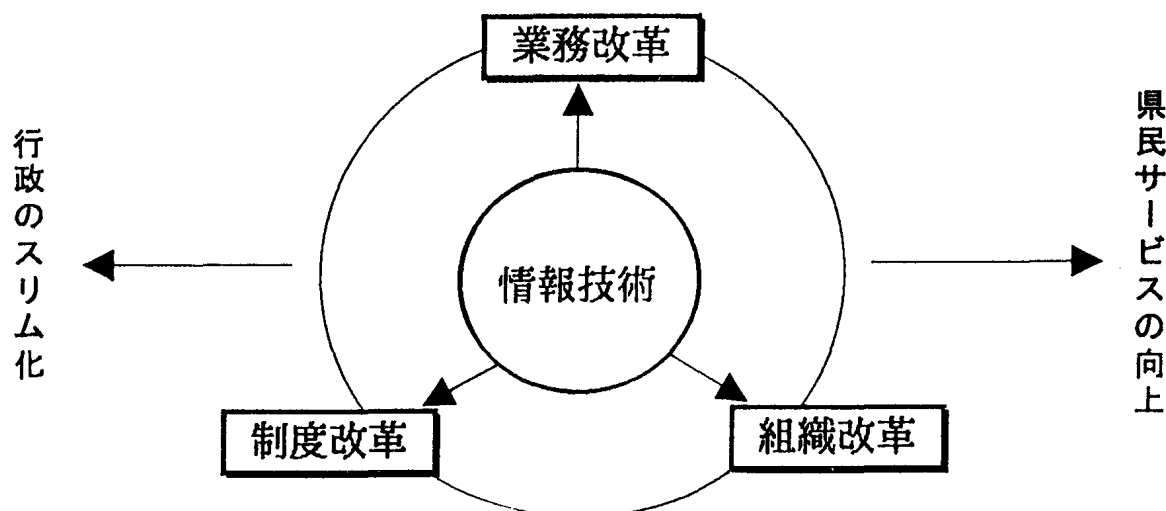 業務改革
行政のスリム化
県民サービスの向上
情報技術
制度改革
組織改革